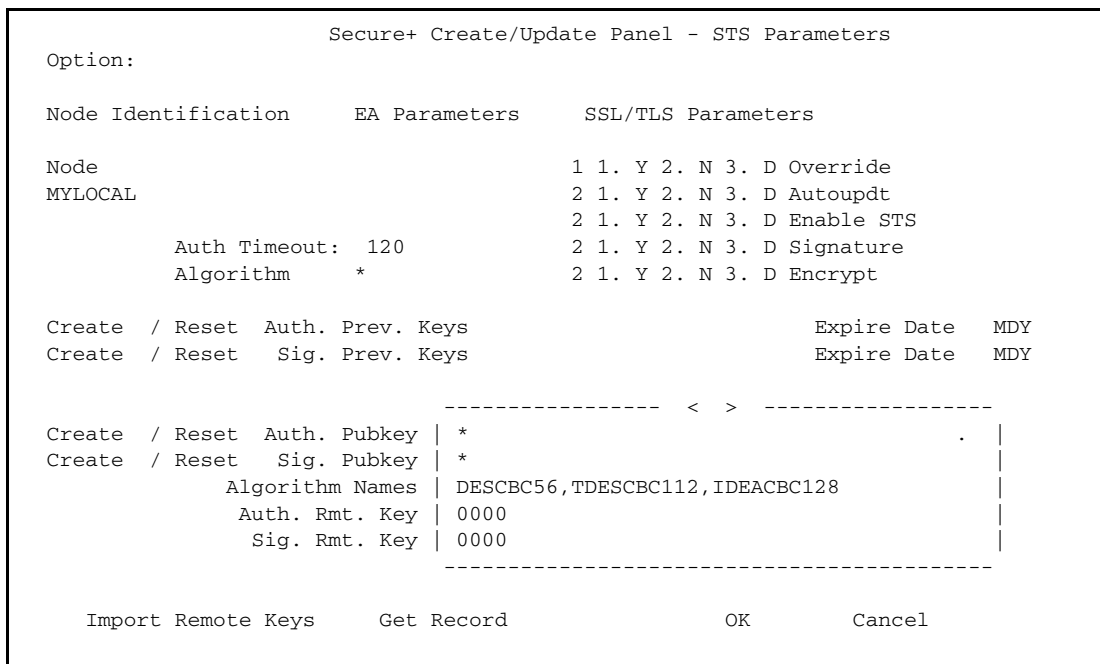 Secure+ Create/Update Panel - STS Parameters
Option:
Node Identification EA Parameters SSL/TLS Parameters
Node 1 1. Y 2. N 3. D Override
MYLOCAL 2 1. Y 2. N 3. D Autoupdt
2 1. Y 2. N 3. D Enable STS
Auth Timeout: 120 2 1. Y 2. N 3. D Signature
Algorithm * 2 1. Y 2. N 3. D Encrypt
Create / Reset Auth. Prev. Keys Expire Date MDY
Create / Reset Sig. Prev. Keys Expire Date MDY
----------------- < > ------------------
Create / Reset Auth. Pubkey | * . |
Create / Reset Sig. Pubkey | * |
Algorithm Names | DESCBC56,TDESCBC112,IDEACBC128 |
Auth. Rmt. Key | 0000 |
Sig. Rmt. Key | 0000 |
-------------------------------------------
Import Remote Keys Get Record OK Cancel